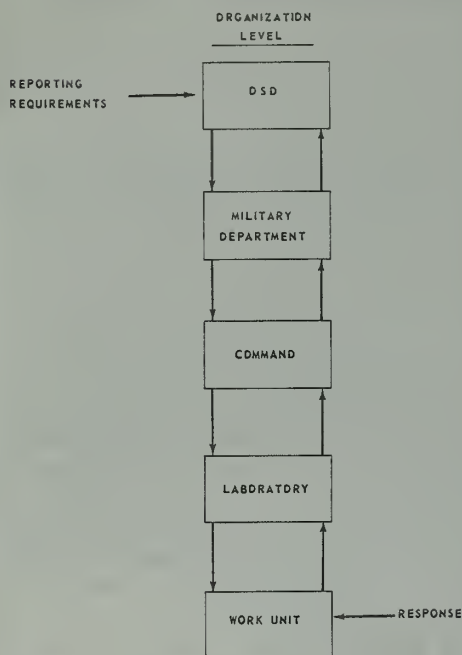 ORGANIZATION
LEVEL
REPORTING
REQUIREMENTS
OSD
MILITARY
DEPARTMENT
COMMAND
LABORATORY
WORK UNIT
RESPONSE